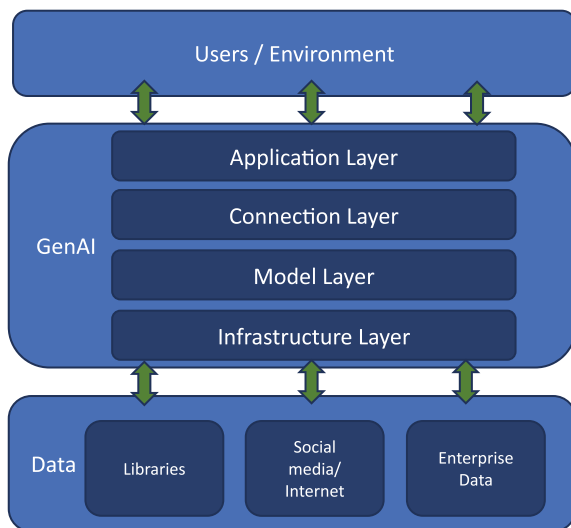 Users / Environment
Application Layer
Connection Layer
GenAI
Model Layer
Infrastructure Layer
Data
Libraries
Social
media/
Internet
Enterprise
Data